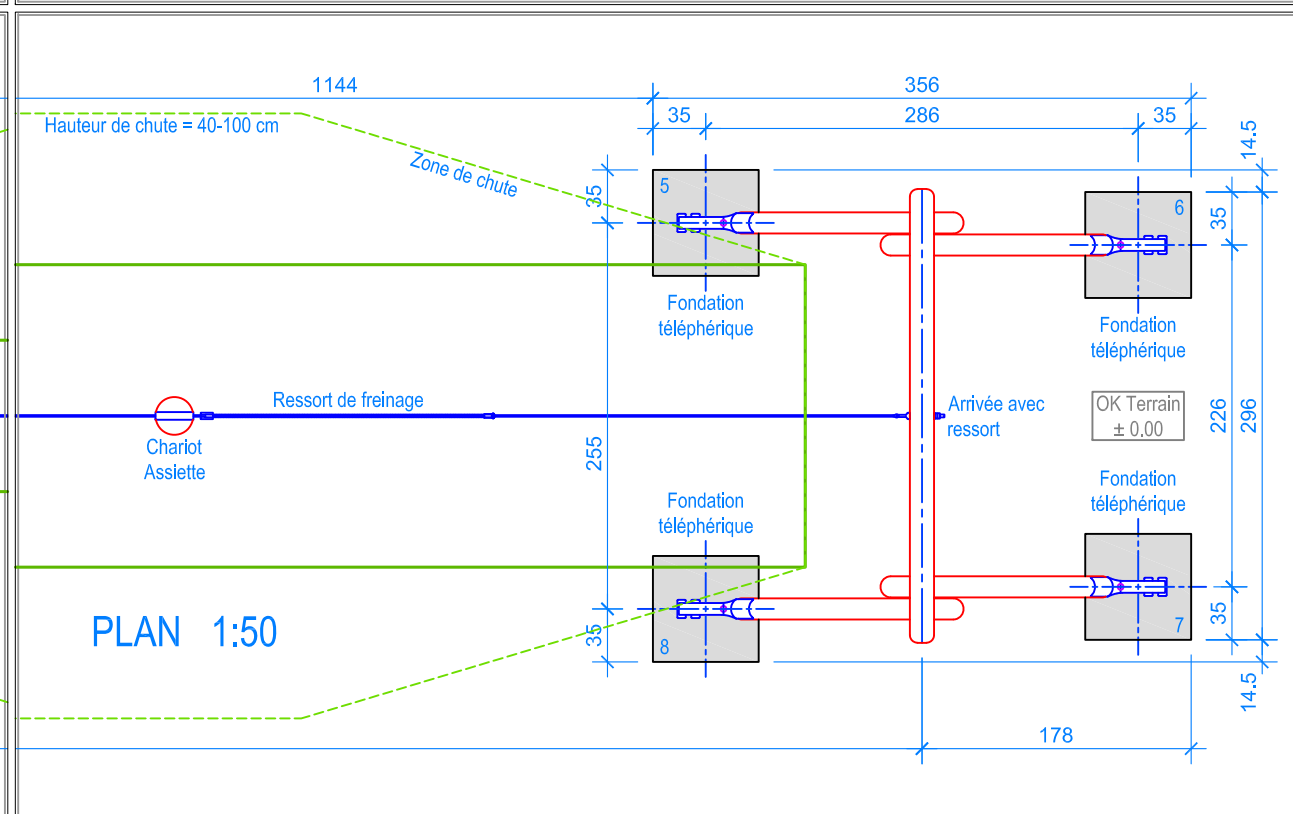 1144
356
35
286
35
14.5
Hauteur de chute = 40-100 cm
Zone de chute
35
5
6
35
Fondation
téléphérique
Fondation
téléphérique
Ressort de freinage
Chariot
Assiette
Arrivée avec
ressort
OK Terrain
± 0.00
226
296
255
Fondation
téléphérique
Fondation
téléphérique
PLAN 1:50
35
8
7
35
14.5
178